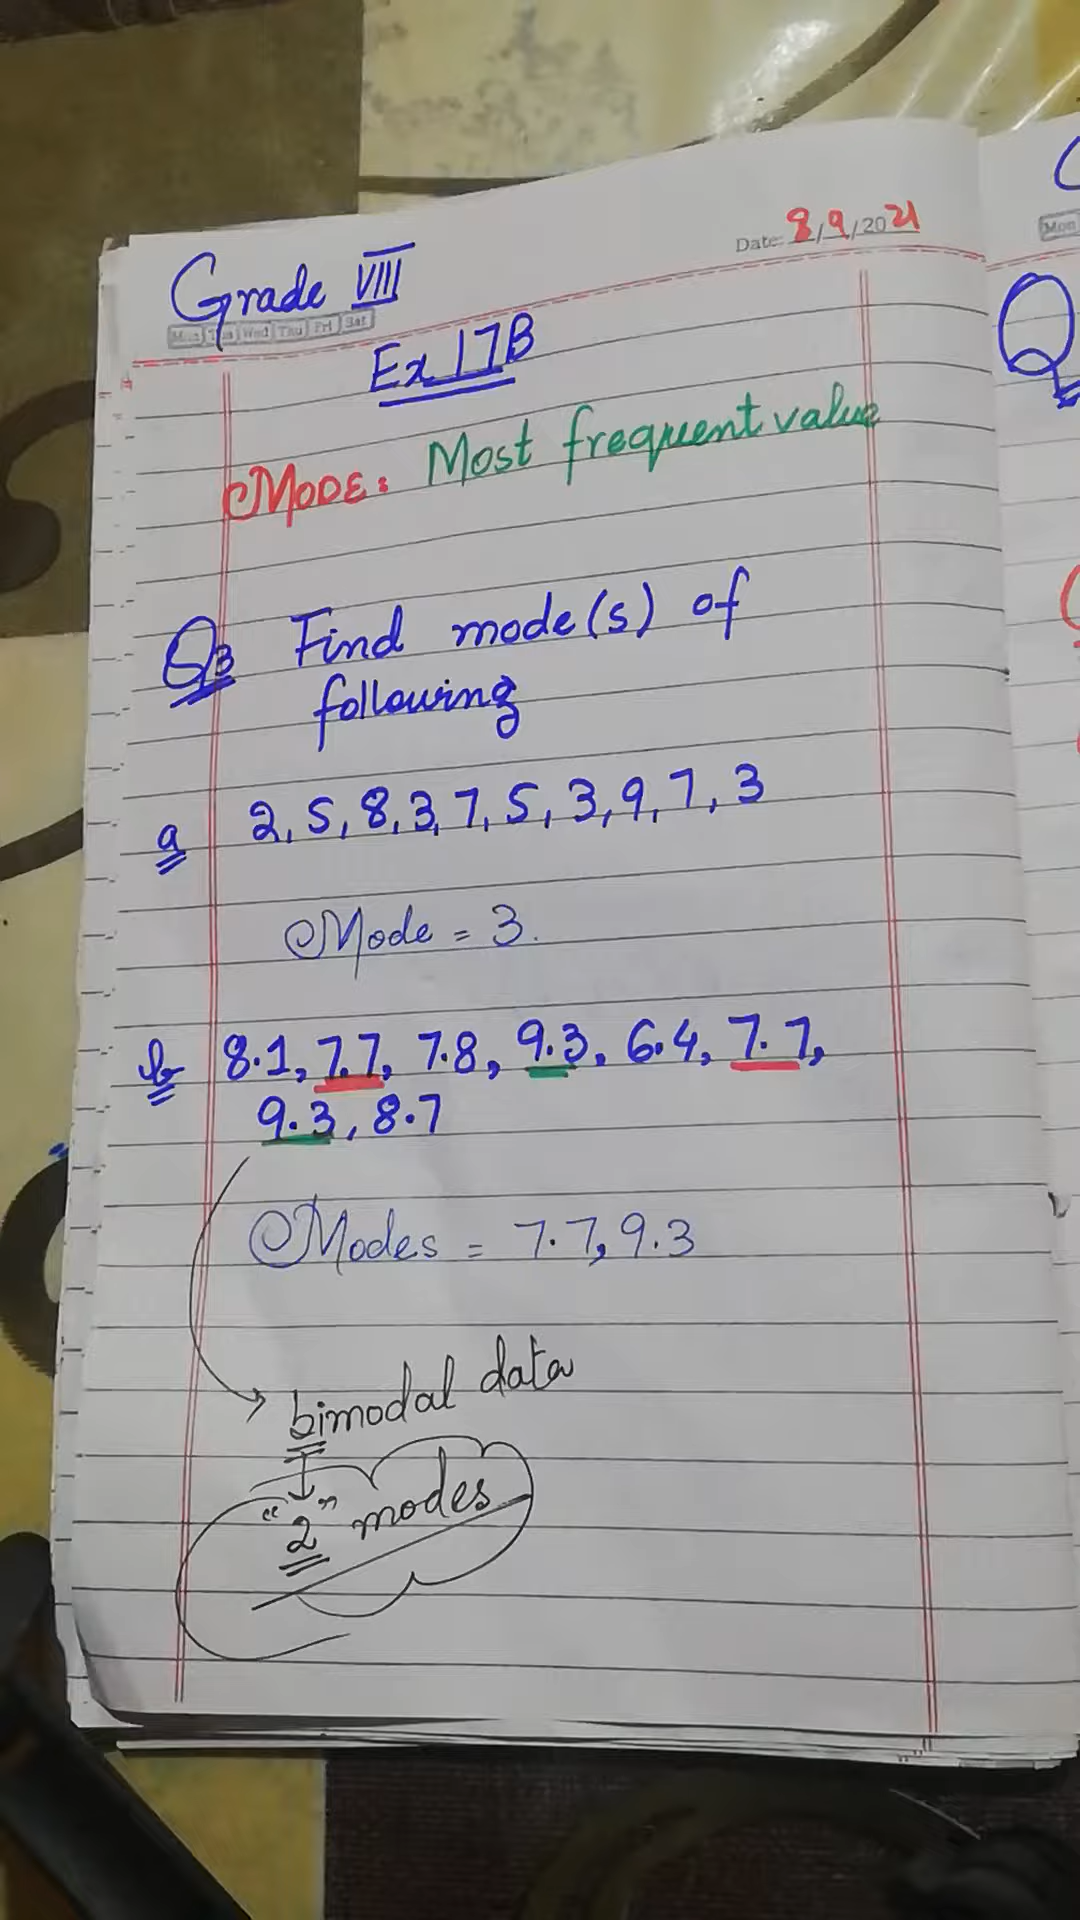 Date: 8/9/2021
Grade VIII
Mon Tue Wed Thu Fri Sat
Ex 17B
MODE: Most frequent value
Q3 Find mode(s) of
following
a 2, 5, 8, 3, 7, 5, 3, 9, 7, 3
Mode = 3.
b 8.1, 7.7, 7.8, 9.3, 6.4, 7.7,
9.3, 8.7
Modes = 7.7, 9.3
bimodal data
"2" modes
Mon
Q